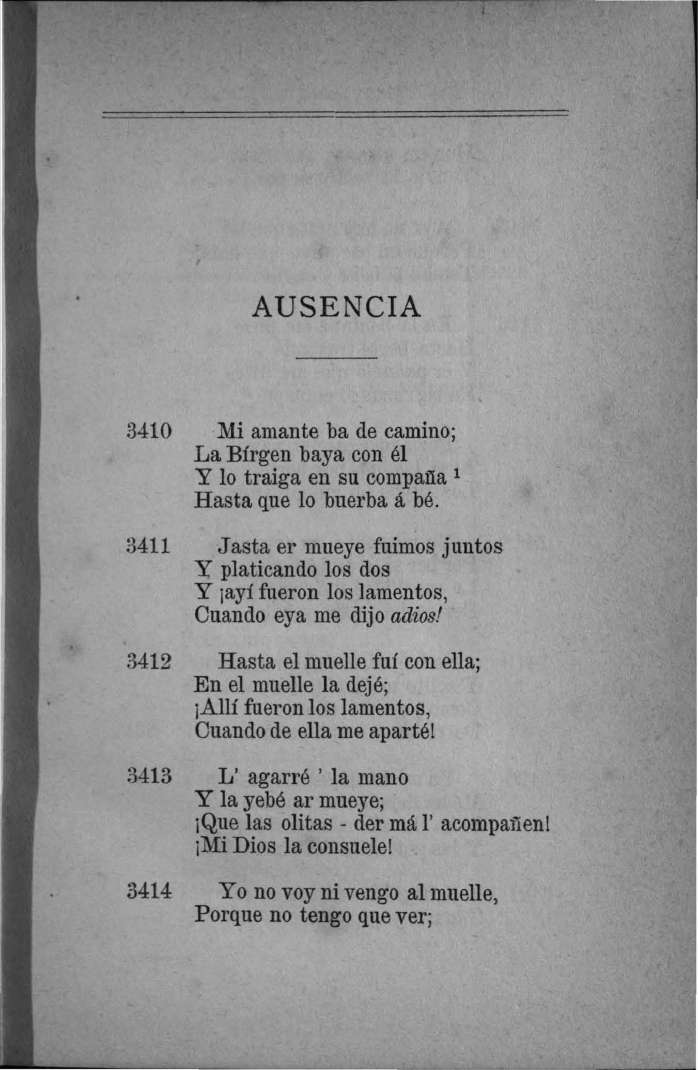 AUSENCIA
3410 Mi amante ba de camino;
La Bírgen baya con él
Y lo traiga en su compaña ¹
Hasta que lo buerba á bé.
3411 Jasta er mueye fuimos juntos
Y platicando los dos
Y ¡ayí fueron los lamentos,
Cuando eya me dijo adios!
3412 Hasta el muelle fuí con ella;
En el muelle la dejé;
¡Allí fueron los lamentos,
Cuando de ella me aparté!
3413 L' agarré ' la mano
Y la yebé ar mueye;
¡Que las olitas - der má l' acompañen!
¡Mi Dios la consuele!
3414 Yo no voy ni vengo al muelle,
Porque no tengo que ver;